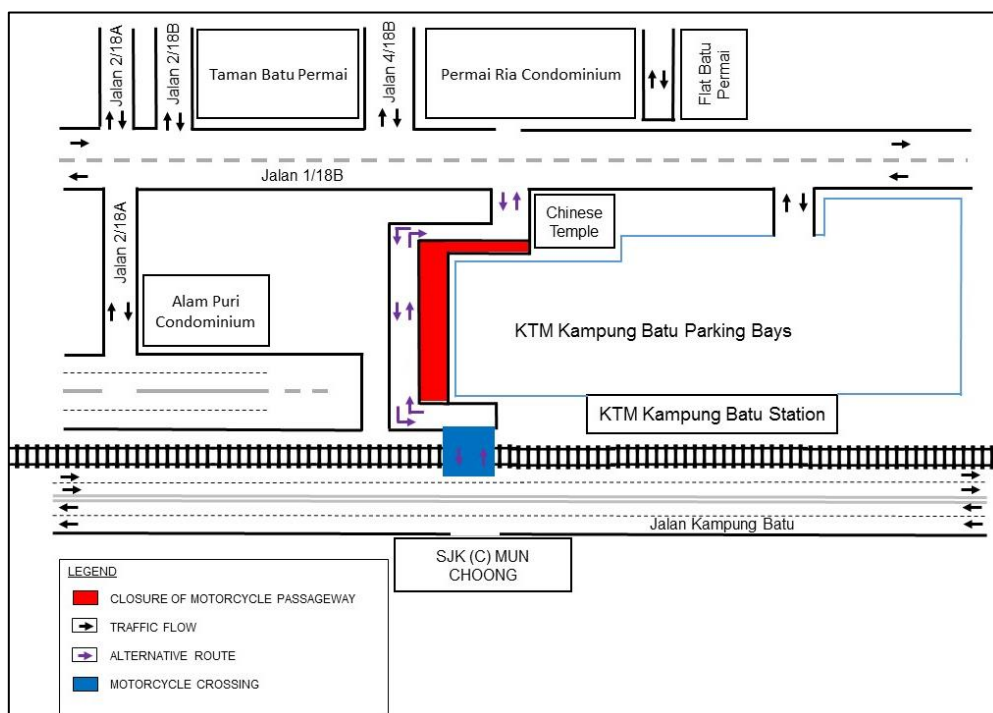 Jalan 2/18A
Jalan 2/18B
Taman Batu Permai
Jalan 4/18B
Permai Ria Condominium
Flat Batu
Permai
Jalan 1/18B
Jalan 2/18A
Chinese
Temple
Alam Puri
Condominium
KTM Kampung Batu Parking Bays
KTM Kampung Batu Station
Jalan Kampung Batu
SJK (C) MUN
CHOONG
LEGEND
CLOSURE OF MOTORCYCLE PASSAGEWAY
TRAFFIC FLOW
ALTERNATIVE ROUTE
MOTORCYCLE CROSSING